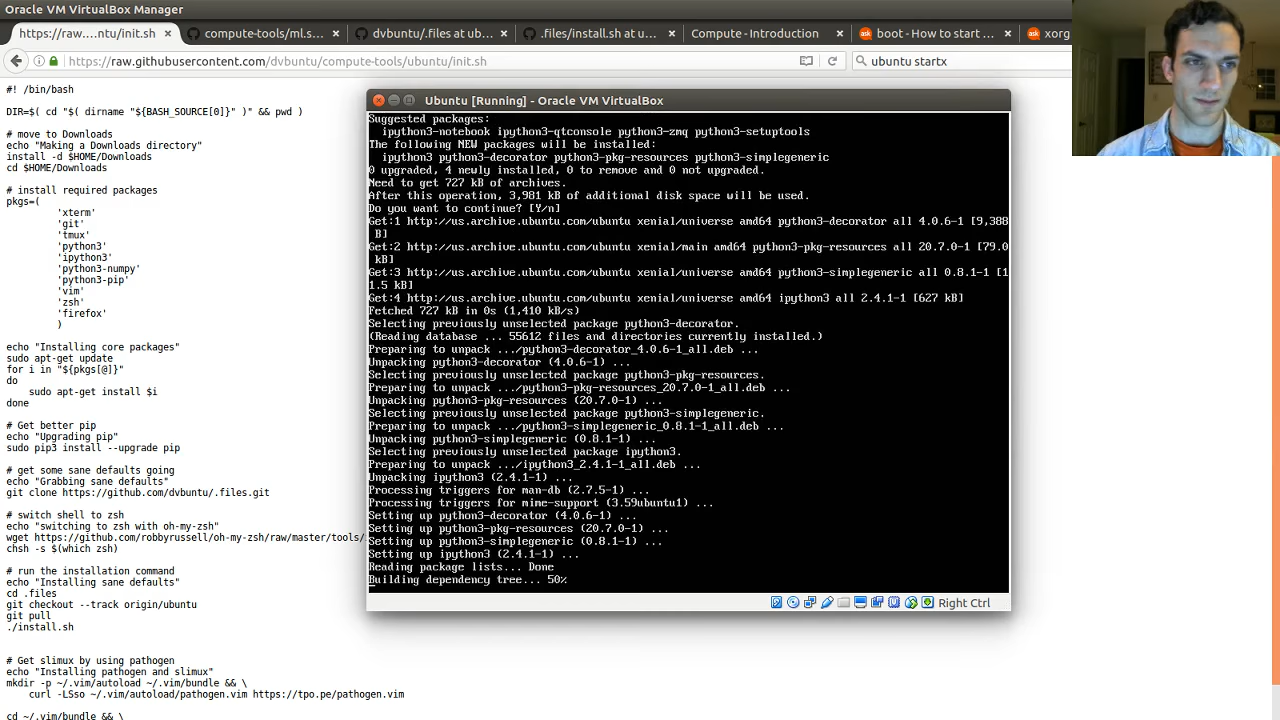 Oracle VM VirtualBox Manager
https://raw....ntu/init.sh ×
compute-tools/ml.s... ×
dvbuntu/.files at ub... ×
.files/install.sh at u... ×
Compute - Introduction ×
boot - How to start ... ×
xorg
https://raw.githubusercontent.com/dvbuntu/compute-tools/ubuntu/init.sh
ubuntu startx
#! /bin/bash
DIR=$( cd "$( dirname "${BASH_SOURCE[0]}" )" && pwd )
# move to Downloads
echo "Making a Downloads directory"
install -d $HOME/Downloads
cd $HOME/Downloads
# install required packages
pkgs=(
'xterm'
'git'
'tmux'
'python3'
'ipython3'
'python3-numpy'
'python3-pip'
'vim'
'zsh'
'firefox'
)
echo "Installing core packages"
sudo apt-get update
for i in "${pkgs[@]}"
do
sudo apt-get install $i
done
# Get better pip
echo "Upgrading pip"
sudo pip3 install --upgrade pip
# get some sane defaults going
echo "Grabbing sane defaults"
git clone https://github.com/dvbuntu/.files.git
# switch shell to zsh
echo "switching to zsh with oh-my-zsh"
wget https://github.com/robbyrussell/oh-my-zsh/raw/master/tools/
chsh -s $(which zsh)
# run the installation command
echo "Installing sane defaults"
cd .files
git checkout --track origin/ubuntu
git pull
./install.sh
# Get slimux by using pathogen
echo "Installing pathogen and slimux"
mkdir -p ~/.vim/autoload ~/.vim/bundle && \
curl -LSso ~/.vim/autoload/pathogen.vim https://tpo.pe/pathogen.vim
cd ~/.vim/bundle && \
Ubuntu [Running] - Oracle VM VirtualBox
Suggested packages:
ipython3-notebook ipython3-qtconsole python3-zmq python3-setuptools
The following NEW packages will be installed:
ipython3 python3-decorator python3-pkg-resources python3-simplegeneric
0 upgraded, 4 newly installed, 0 to remove and 0 not upgraded.
Need to get 727 kB of archives.
After this operation, 3,981 kB of additional disk space will be used.
Do you want to continue? [Y/n]
Get:1 http://us.archive.ubuntu.com/ubuntu xenial/universe amd64 python3-decorator all 4.0.6-1 [9,388
B]
Get:2 http://us.archive.ubuntu.com/ubuntu xenial/main amd64 python3-pkg-resources all 20.7.0-1 [79.0
kB]
Get:3 http://us.archive.ubuntu.com/ubuntu xenial/universe amd64 python3-simplegeneric all 0.8.1-1 [1
1.5 kB]
Get:4 http://us.archive.ubuntu.com/ubuntu xenial/universe amd64 ipython3 all 2.4.1-1 [627 kB]
Fetched 727 kB in 0s (1,410 kB/s)
Selecting previously unselected package python3-decorator.
(Reading database ... 55612 files and directories currently installed.)
Preparing to unpack .../python3-decorator_4.0.6-1_all.deb ...
Unpacking python3-decorator (4.0.6-1) ...
Selecting previously unselected package python3-pkg-resources.
Preparing to unpack .../python3-pkg-resources_20.7.0-1_all.deb ...
Unpacking python3-pkg-resources (20.7.0-1) ...
Selecting previously unselected package python3-simplegeneric.
Preparing to unpack .../python3-simplegeneric_0.8.1-1_all.deb ...
Unpacking python3-simplegeneric (0.8.1-1) ...
Selecting previously unselected package ipython3.
Preparing to unpack .../ipython3_2.4.1-1_all.deb ...
Unpacking ipython3 (2.4.1-1) ...
Processing triggers for man-db (2.7.5-1) ...
Processing triggers for mime-support (3.59ubuntu1) ...
Setting up python3-decorator (4.0.6-1) ...
Setting up python3-pkg-resources (20.7.0-1) ...
Setting up python3-simplegeneric (0.8.1-1) ...
Setting up ipython3 (2.4.1-1) ...
Reading package lists... Done
Building dependency tree... 50%
Right Ctrl